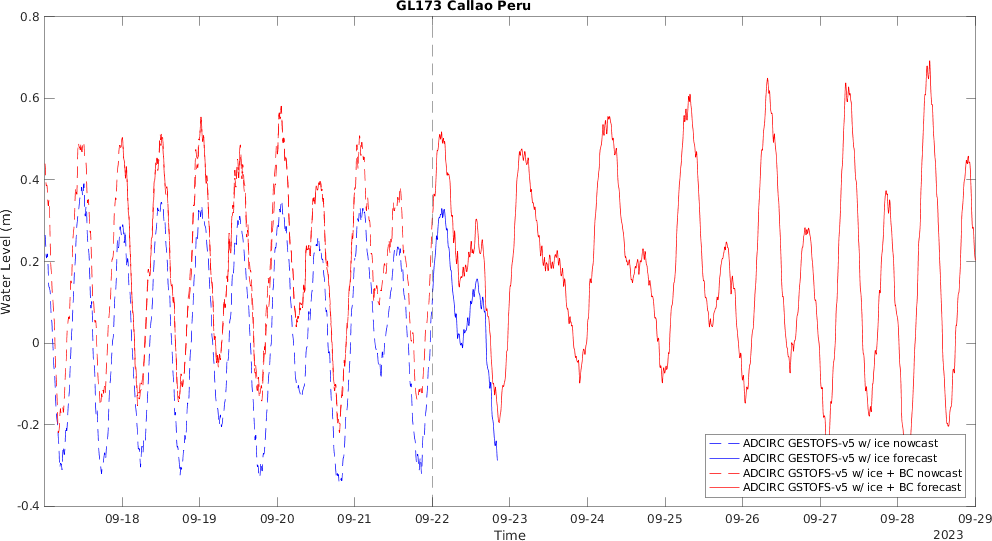 GL173 Callao Peru
Water Level (m)
0.8
0.6
0.4
0.2
0
-0.2
-0.4
09-18
09-19
09-20
09-21
09-22
09-23
09-24
09-25
09-26
09-27
09-28
09-29
Time
2023
ADCIRC GESTOFS-v5 w/ ice nowcast
ADCIRC GESTOFS-v5 w/ ice forecast
ADCIRC GSTOFS-v5 w/ ice + BC nowcast
ADCIRC GSTOFS-v5 w/ ice + BC forecast